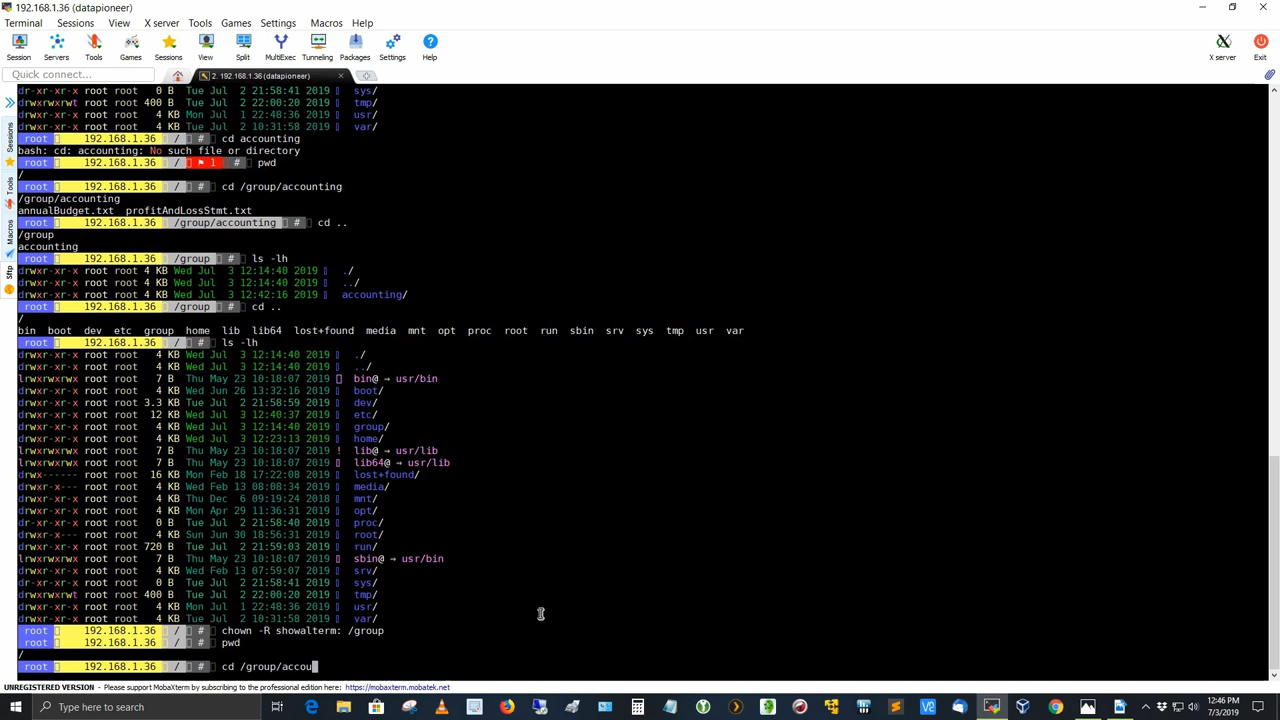 192.168.1.36 (datapioneer)
Terminal Sessions View X server Tools Games Settings Macros Help
Session Servers Tools Games Sessions View Split MultiExec Tunneling Packages Settings Help X server Exit
Quick connect... 2. 192.168.1.36 (datapioneer)
Sessions
Tools
Macros
Sftp
dr-xr-xr-x root root 0 B Tue Jul 2 21:58:41 2019 sys/
drwxrwxrwt root root 400 B Tue Jul 2 22:00:20 2019 tmp/
drwxr-xr-x root root 4 KB Mon Jul 1 22:48:36 2019 usr/
drwxr-xr-x root root 4 KB Tue Jul 2 10:31:58 2019 var/
root 192.168.1.36 / # cd accounting
bash: cd: accounting: No such file or directory
root 192.168.1.36 / 1 # pwd
/
root 192.168.1.36 / # cd /group/accounting
/group/accounting
annualBudget.txt profitAndLossStmt.txt
root 192.168.1.36 /group/accounting # cd ..
/group
accounting
root 192.168.1.36 /group # ls -lh
drwxr-xr-x root root 4 KB Wed Jul 3 12:14:40 2019 ./
drwxr-xr-x root root 4 KB Wed Jul 3 12:14:40 2019 ../
drwxr-xr-x root root 4 KB Wed Jul 3 12:42:16 2019 accounting/
root 192.168.1.36 /group # cd ..
/
bin boot dev etc group home lib lib64 lost+found media mnt opt proc root run sbin srv sys tmp usr var
root 192.168.1.36 / # ls -lh
drwxr-xr-x root root 4 KB Wed Jul 3 12:14:40 2019 ./
drwxr-xr-x root root 4 KB Wed Jul 3 12:14:40 2019 ../
lrwxrwxrwx root root 7 B Thu May 23 10:18:07 2019 bin@ → usr/bin
drwxr-xr-x root root 4 KB Wed Jun 26 13:32:16 2019 boot/
drwxr-xr-x root root 3.3 KB Tue Jul 2 21:58:59 2019 dev/
drwxr-xr-x root root 12 KB Wed Jul 3 12:40:37 2019 etc/
drwxr-xr-x root root 4 KB Wed Jul 3 12:14:40 2019 group/
drwxr-xr-x root root 4 KB Wed Jul 3 12:23:13 2019 home/
lrwxrwxrwx root root 7 B Thu May 23 10:18:07 2019 ! lib@ → usr/lib
lrwxrwxrwx root root 7 B Thu May 23 10:18:07 2019 lib64@ → usr/lib
drwx------ root root 16 KB Mon Feb 18 17:22:08 2019 lost+found/
drwxr-x--- root root 4 KB Wed Feb 13 08:08:34 2019 media/
drwxr-xr-x root root 4 KB Thu Dec 6 09:19:24 2018 mnt/
drwxr-xr-x root root 4 KB Mon Apr 29 11:36:31 2019 opt/
dr-xr-xr-x root root 0 B Tue Jul 2 21:58:40 2019 proc/
drwxr-x--- root root 4 KB Sun Jun 30 18:56:31 2019 root/
drwxr-xr-x root root 720 B Tue Jul 2 21:59:03 2019 run/
lrwxrwxrwx root root 7 B Thu May 23 10:18:07 2019 sbin@ → usr/bin
drwxr-xr-x root root 4 KB Wed Feb 13 07:59:07 2019 srv/
dr-xr-xr-x root root 0 B Tue Jul 2 21:58:41 2019 sys/
drwxrwxrwt root root 400 B Tue Jul 2 22:00:20 2019 tmp/
drwxr-xr-x root root 4 KB Mon Jul 1 22:48:36 2019 usr/
drwxr-xr-x root root 4 KB Tue Jul 2 10:31:58 2019 var/
root 192.168.1.36 / # chown -R showalterm: /group
root 192.168.1.36 / # pwd
/
root 192.168.1.36 / # cd /group/accou
UNREGISTERED VERSION - Please support MobaXterm by subscribing to the professional edition here: https://mobaxterm.mobatek.net
Type here to search
12:46 PM
7/3/2019